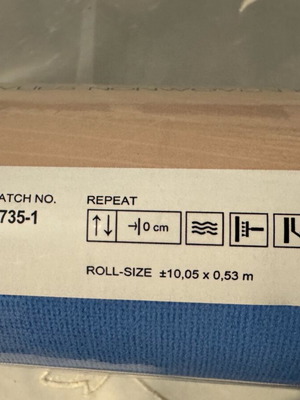 ATCH NO.
735-1
REPEAT
0 cm
ROLL-SIZE ±10,05 x 0,53 m